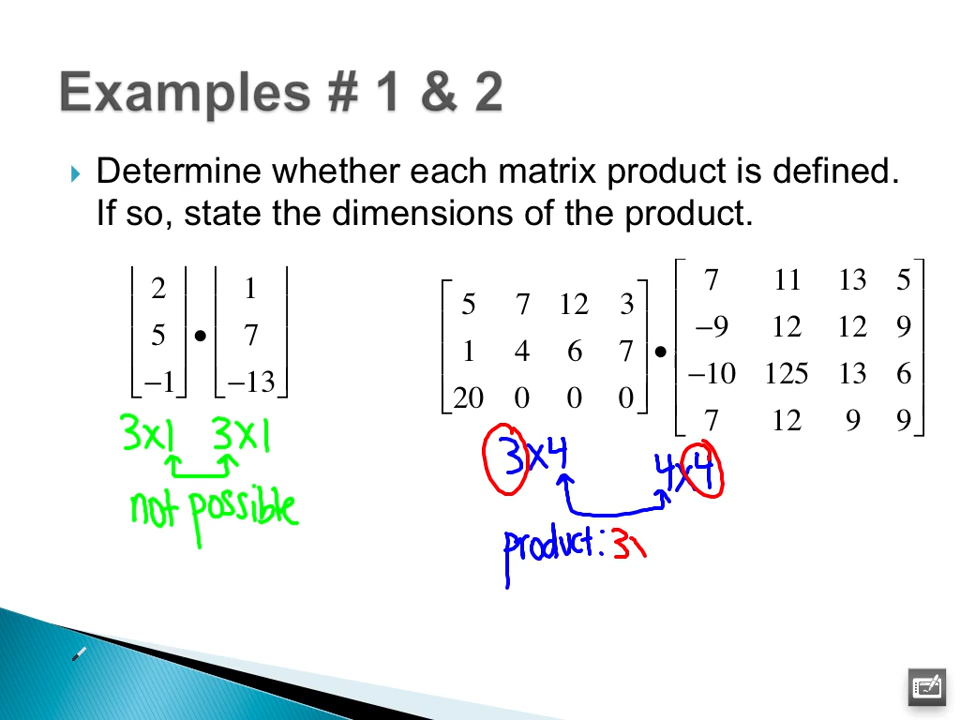 Examples # 1 & 2
Determine whether each matrix product is defined.
If so, state the dimensions of the product.
2
5
−1
•
1
7
−13
3x1 3x1
not possible
5 7 12 3
1 4 6 7
20 0 0 0
•
7 11 13 5
−9 12 12 9
−10 125 13 6
7 12 9 9
3x4 4x4
product: 3x